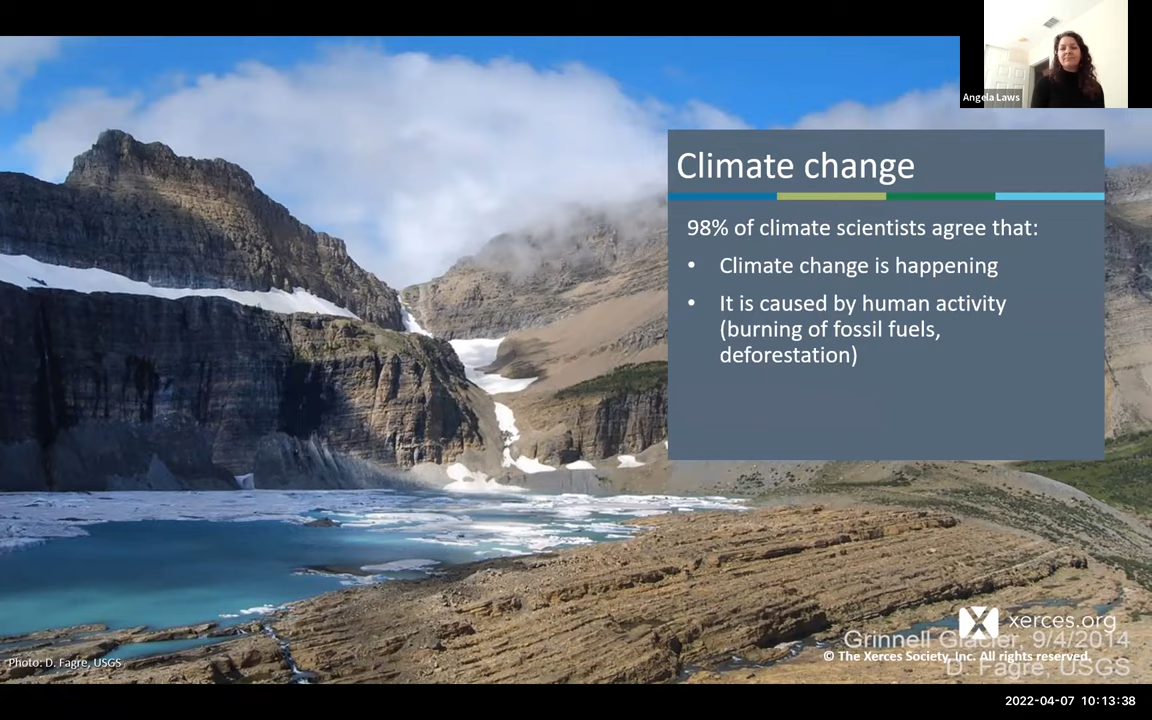 Angela Laws
Climate change
98% of climate scientists agree that:
• Climate change is happening
• It is caused by human activity
(burning of fossil fuels,
deforestation)
xerces.org
Grinnell Glacier, 9/4/2014
© The Xerces Society, Inc. All rights reserved.
D. Fagre, USGS
Photo: D. Fagre, USGS
2022-04-07 10:13:38